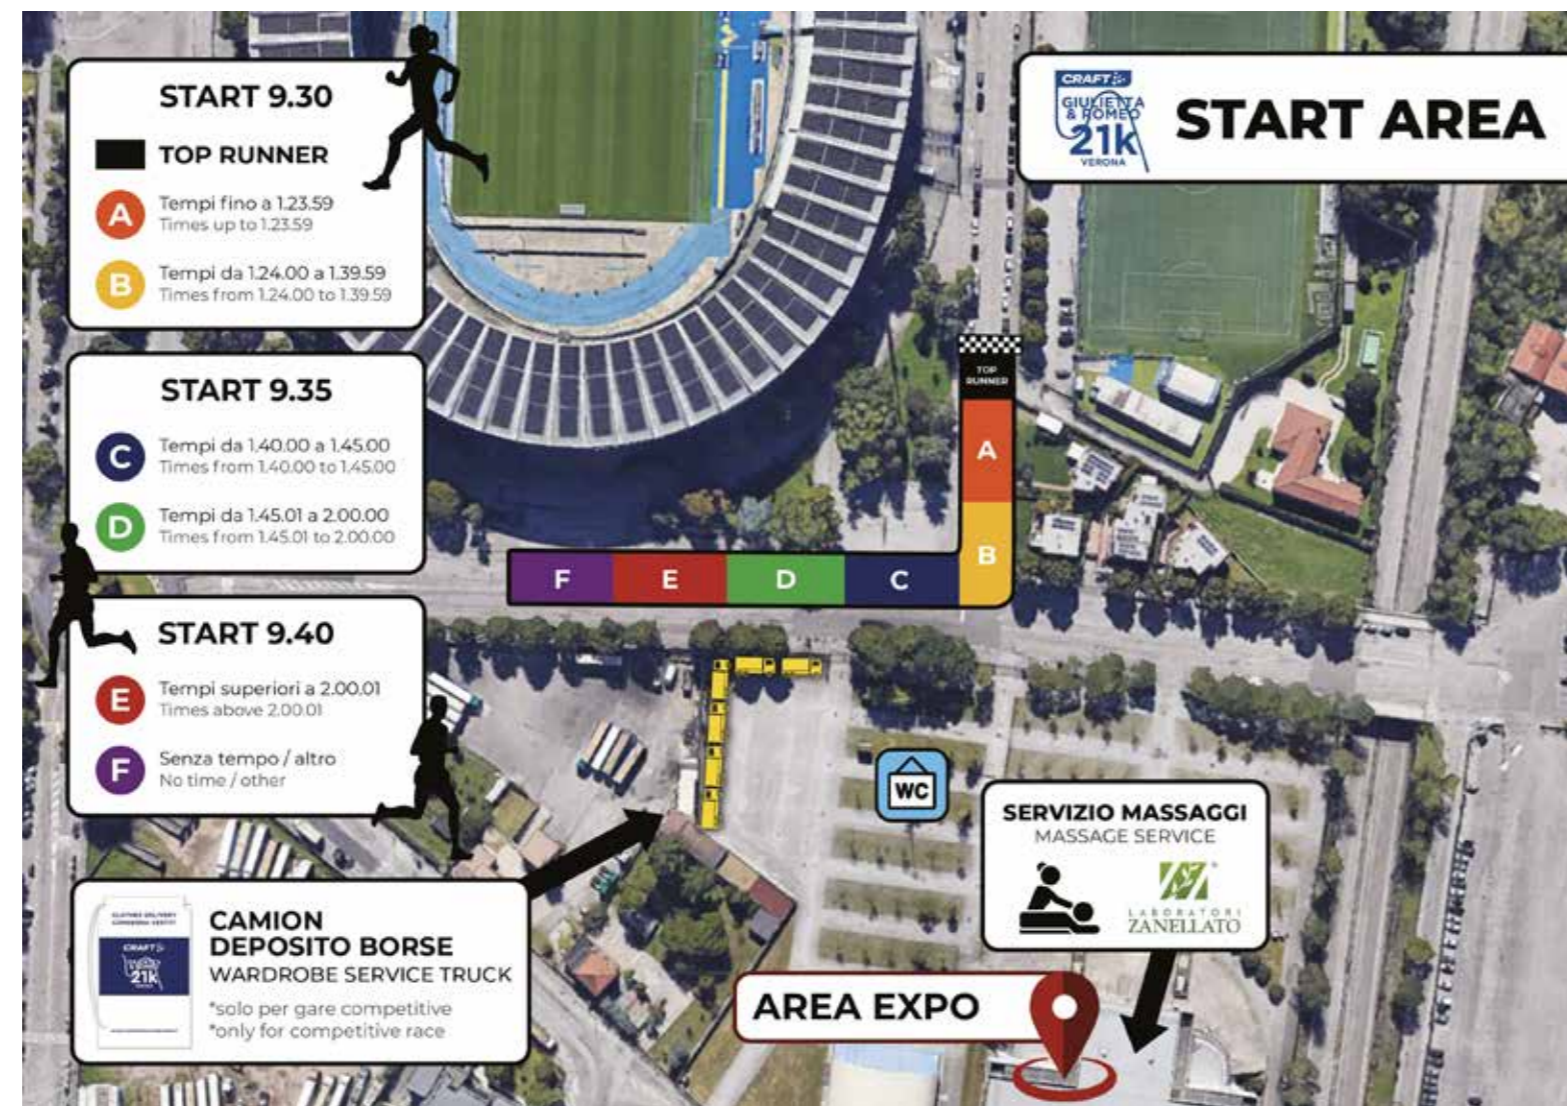 START 9.30
TOP RUNNER
A
Tempi fino a 1.23.59
Times up to 1.23.59
B
Tempi da 1.24.00 a 1.39.59
Times from 1.24.00 to 1.39.59
START 9.35
C
Tempi da 1.40.00 a 1.45.00
Times from 1.40.00 to 1.45.00
D
Tempi da 1.45.01 a 2.00.00
Times from 1.45.01 to 2.00.00
START 9.40
E
Tempi superiori a 2.00.01
Times above 2.00.01
F
Senza tempo / altro
No time / other
CRAFT
GIULIETTA
& ROMEO
21k
VERONA
START AREA
TOP
RUNNER
A
B
F E D C
WC
SERVIZIO MASSAGGI
MASSAGE SERVICE
LABORATORI
ZANELLATO
CLOTHES DELIVERY
CONSEGNA VESTITI
CRAFT
21k
CAMION
DEPOSITO BORSE
WARDROBE SERVICE TRUCK
*solo per gare competitive
*only for competitive race
AREA EXPO